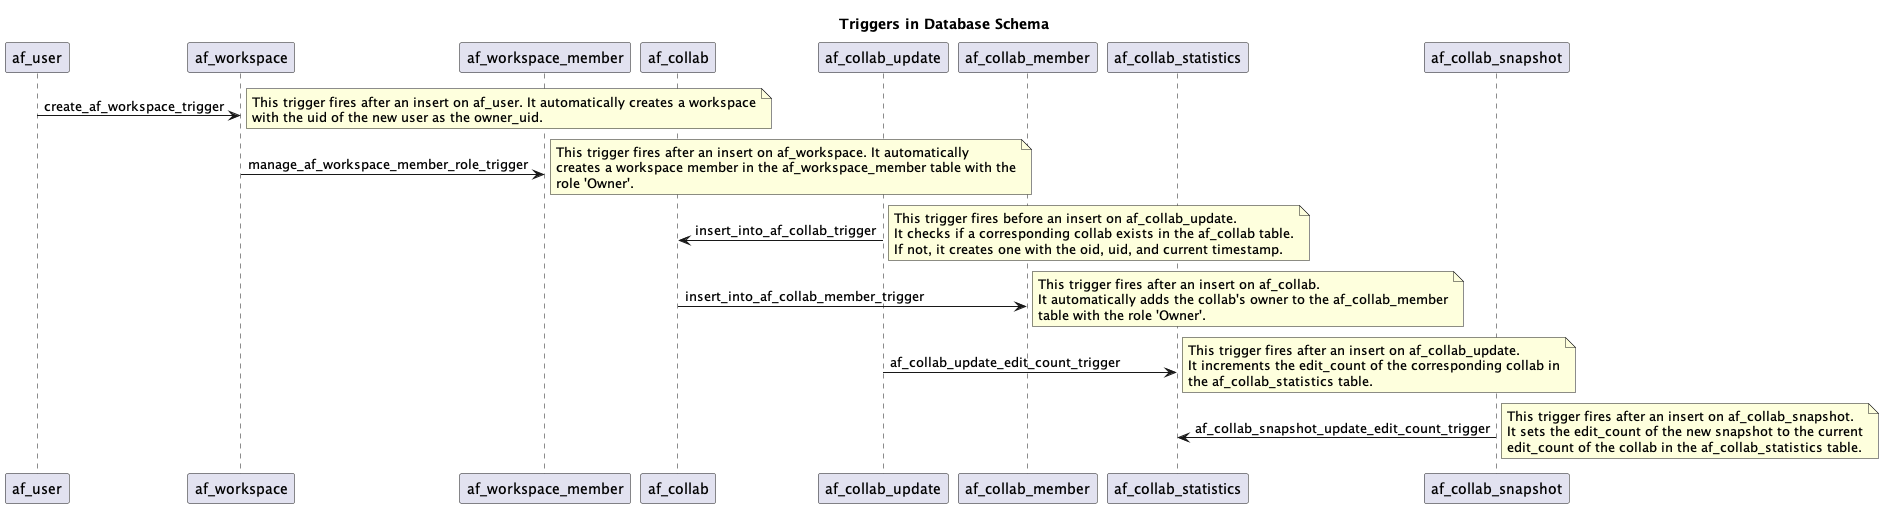 Triggers in Database Schema
af_user
af_workspace
af_workspace_member
af_collab
af_collab_update
af_collab_member
af_collab_statistics
af_collab_snapshot
create_af_workspace_trigger
This trigger fires after an insert on af_user. It automatically creates a workspace
with the uid of the new user as the owner_uid.
manage_af_workspace_member_role_trigger
This trigger fires after an insert on af_workspace. It automatically
creates a workspace member in the af_workspace_member table with the
role 'Owner'.
insert_into_af_collab_trigger
This trigger fires before an insert on af_collab_update.
It checks if a corresponding collab exists in the af_collab table.
If not, it creates one with the oid, uid, and current timestamp.
insert_into_af_collab_member_trigger
This trigger fires after an insert on af_collab.
It automatically adds the collab's owner to the af_collab_member
table with the role 'Owner'.
af_collab_update_edit_count_trigger
This trigger fires after an insert on af_collab_update.
It increments the edit_count of the corresponding collab in
the af_collab_statistics table.
af_collab_snapshot_update_edit_count_trigger
This trigger fires after an insert on af_collab_snapshot.
It sets the edit_count of the new snapshot to the current
edit_count of the collab in the af_collab_statistics table.
af_user
af_workspace
af_workspace_member
af_collab
af_collab_update
af_collab_member
af_collab_statistics
af_collab_snapshot